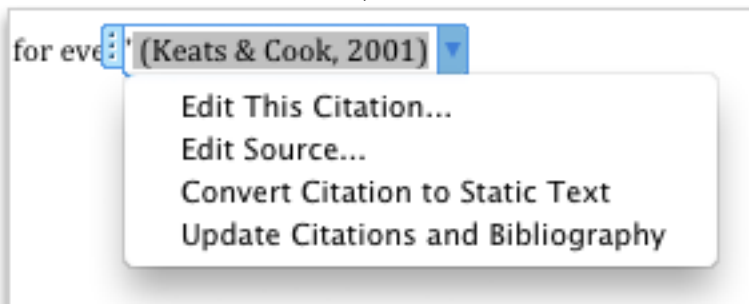 for eve (Keats & Cook, 2001)
Edit This Citation...
Edit Source...
Convert Citation to Static Text
Update Citations and Bibliography